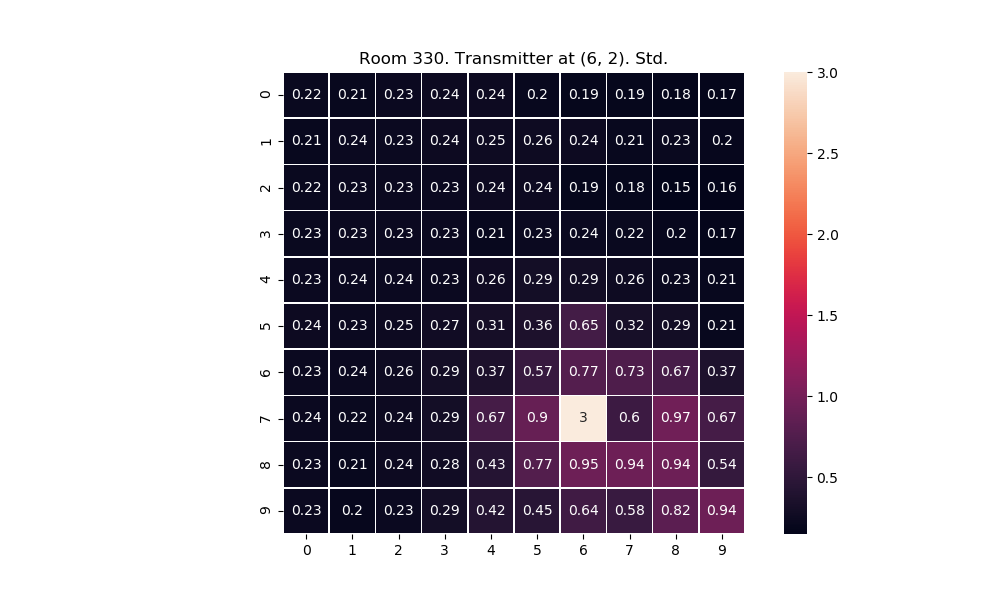 Room 330. Transmitter at (6, 2). Std.
0 0.22 0.21 0.23 0.24 0.24 0.2 0.19 0.19 0.18 0.17
1 0.21 0.24 0.23 0.24 0.25 0.26 0.24 0.21 0.23 0.2
2 0.22 0.23 0.23 0.23 0.24 0.24 0.19 0.18 0.15 0.16
3 0.23 0.23 0.23 0.23 0.21 0.23 0.24 0.22 0.2 0.17
4 0.23 0.24 0.24 0.23 0.26 0.29 0.29 0.26 0.23 0.21
5 0.24 0.23 0.25 0.27 0.31 0.36 0.65 0.32 0.29 0.21
6 0.23 0.24 0.26 0.29 0.37 0.57 0.77 0.73 0.67 0.37
7 0.24 0.22 0.24 0.29 0.67 0.9 3 0.6 0.97 0.67
8 0.23 0.21 0.24 0.28 0.43 0.77 0.95 0.94 0.94 0.54
9 0.23 0.2 0.23 0.29 0.42 0.45 0.64 0.58 0.82 0.94
0 1 2 3 4 5 6 7 8 9
3.0
2.5
2.0
1.5
1.0
0.5